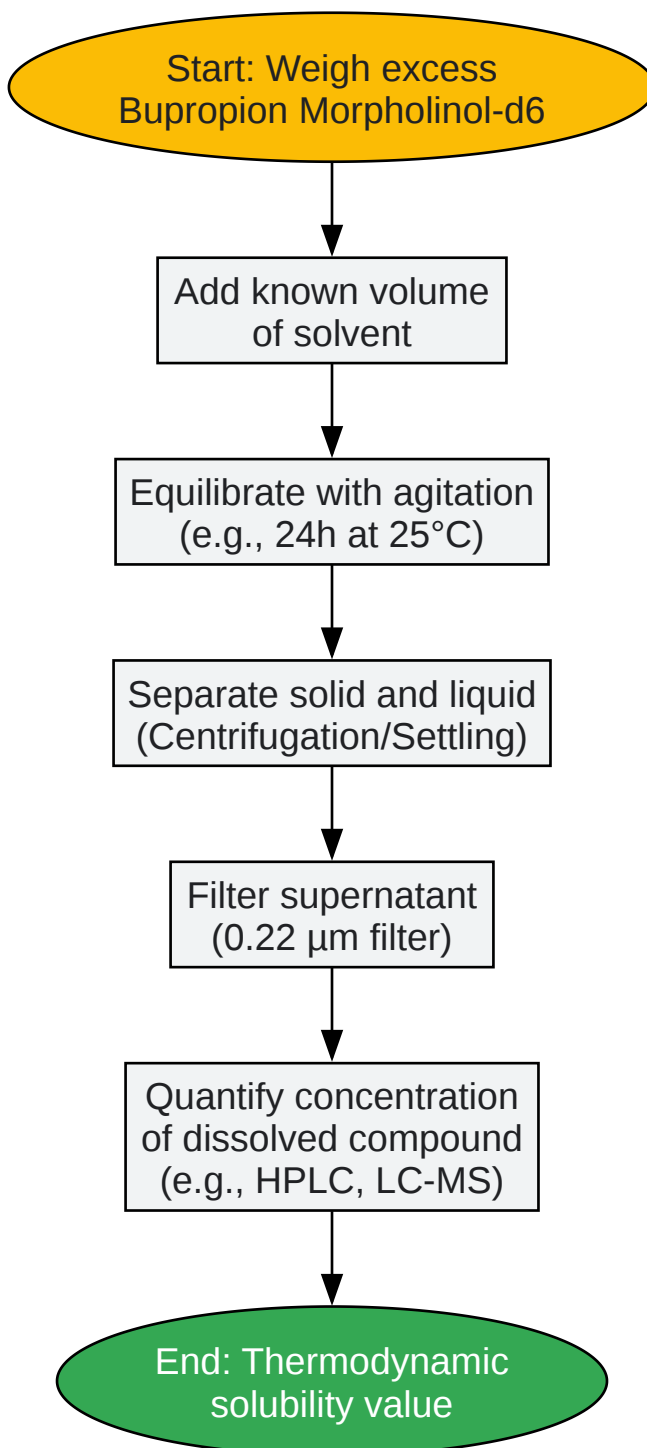 Start: Weigh excess
Bupropion Morpholinol-d6
Add known volume
of solvent
Equilibrate with agitation
(e.g., 24h at 25°C)
Separate solid and liquid
(Centrifugation/Settling)
Filter supernatant
(0.22 µm filter)
Quantify concentration
of dissolved compound
(e.g., HPLC, LC-MS)
End: Thermodynamic
solubility value